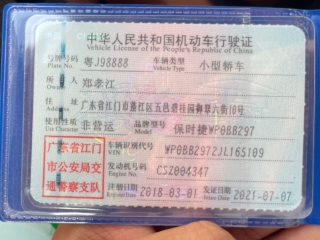 中华人民共和国机动车行驶证
Vehicle License of the People's Republic of China
号牌号码 粤J98888 车辆类型 小型轿车
Plate No. Vehicle Type
所有人 郑孝江
Owner
住址 广东省江门市蓬江区五邑碧桂园御翠六街10号
Address
使用性质 非营运 品牌型号 保时捷WP0BB297
Use Character Model
广东省江门市公安局交通警察支队
车辆识别代号 WP0BB2972JL165109
VIN
发动机号码 CSZ004347
Engine No.
注册日期 2018-03-01 发证日期 2021-07-07
Register Date Issue Date